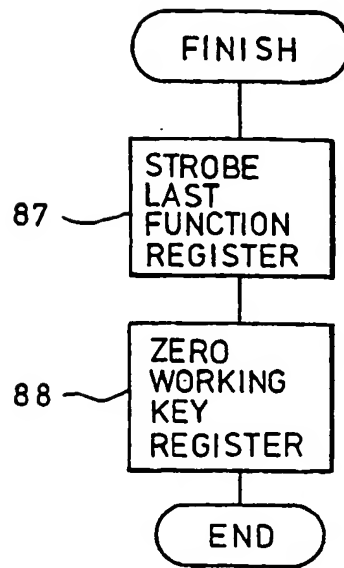 FINISH
87
STROBE
LAST
FUNCTION
REGISTER
88
ZERO
WORKING
KEY
REGISTER
END